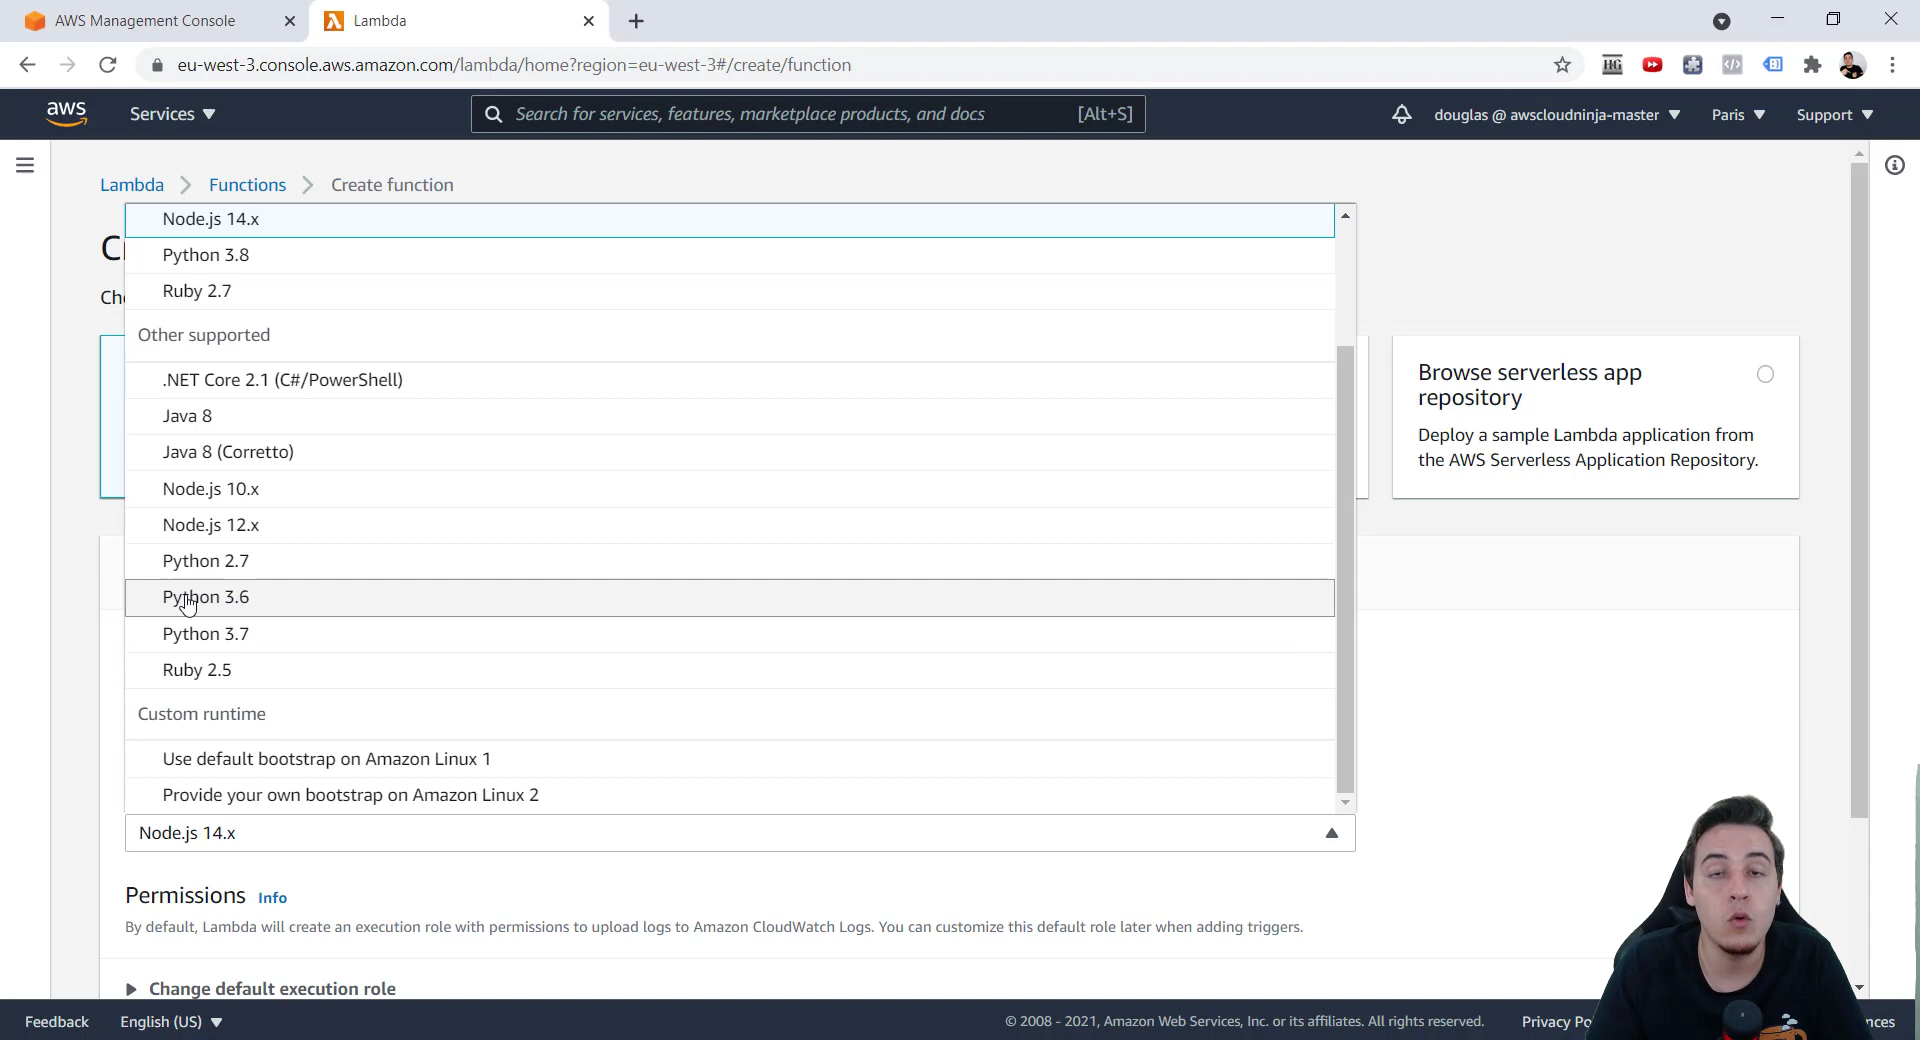 AWS Management Console
Lambda
eu-west-3.console.aws.amazon.com/lambda/home?region=eu-west-3#/create/function
HG
aws
Services
Search for services, features, marketplace products, and docs
[Alt+S]
douglas @ awscloudninja-master
Paris
Support
Lambda
Functions
Create function
Node.js 14.x
Python 3.8
Ruby 2.7
Other supported
.NET Core 2.1 (C#/PowerShell)
Java 8
Java 8 (Corretto)
Node.js 10.x
Node.js 12.x
Python 2.7
Python 3.6
Python 3.7
Ruby 2.5
Custom runtime
Use default bootstrap on Amazon Linux 1
Provide your own bootstrap on Amazon Linux 2
Node.js 14.x
Browse serverless app
repository
Deploy a sample Lambda application from
the AWS Serverless Application Repository.
Permissions
Info
By default, Lambda will create an execution role with permissions to upload logs to Amazon CloudWatch Logs. You can customize this default role later when adding triggers.
Change default execution role
Feedback
English (US)
© 2008 - 2021, Amazon Web Services, Inc. or its affiliates. All rights reserved.
Privacy